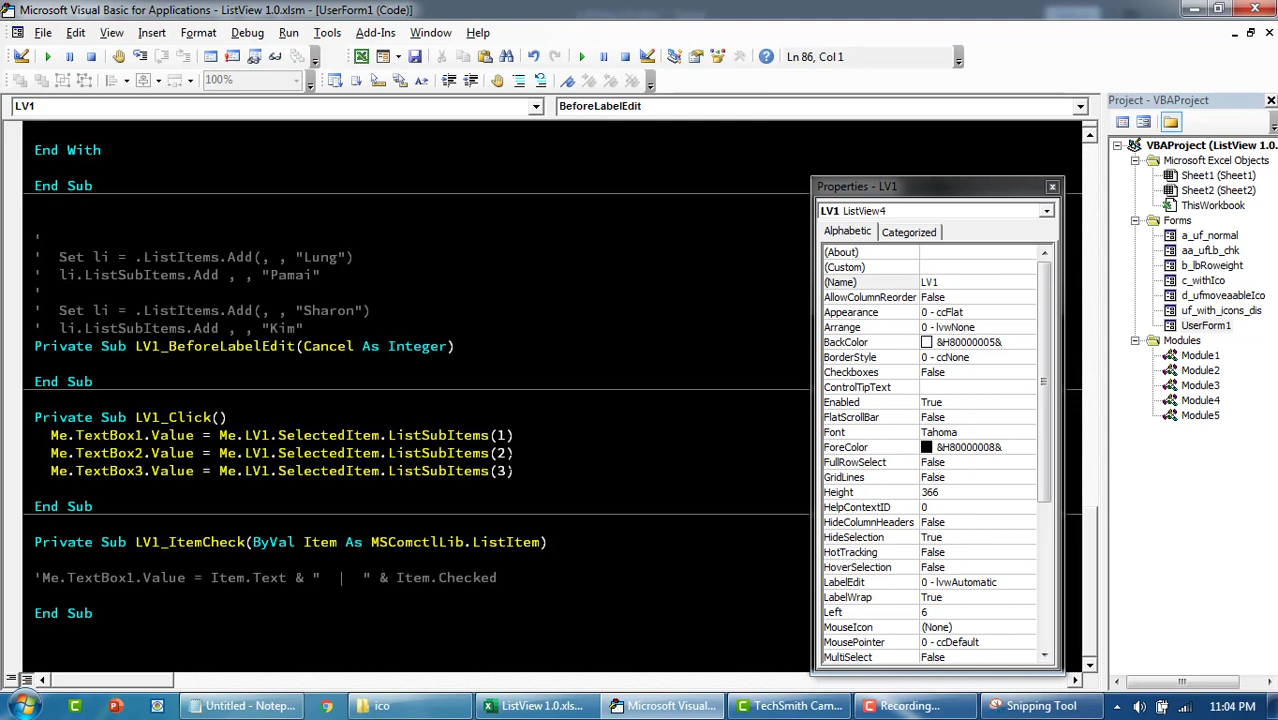 Microsoft Visual Basic for Applications - ListView 1.0.xlsm - [UserForm1 (Code)]
File Edit View Insert Format Debug Run Tools Add-Ins Window Help
Ln 86, Col 1
100%
LV1
BeforeLabelEdit
End With
End Sub
'
' Set li = .ListItems.Add(, , "Lung")
' li.ListSubItems.Add , , "Pamai"
'
' Set li = .ListItems.Add(, , "Sharon")
' li.ListSubItems.Add , , "Kim"
Private Sub LV1_BeforeLabelEdit(Cancel As Integer)
End Sub
Private Sub LV1_Click()
Me.TextBox1.Value = Me.LV1.SelectedItem.ListSubItems(1)
Me.TextBox2.Value = Me.LV1.SelectedItem.ListSubItems(2)
Me.TextBox3.Value = Me.LV1.SelectedItem.ListSubItems(3)
End Sub
Private Sub LV1_ItemCheck(ByVal Item As MSComctlLib.ListItem)
'Me.TextBox1.Value = Item.Text & " | " & Item.Checked
End Sub
Properties - LV1
LV1 ListView4
Alphabetic Categorized
(About)
(Custom)
(Name) LV1
AllowColumnReorder False
Appearance 0 - ccFlat
Arrange 0 - lvwNone
BackColor &H80000005&
BorderStyle 0 - ccNone
Checkboxes False
ControlTipText
Enabled True
FlatScrollBar False
Font Tahoma
ForeColor &H80000008&
FullRowSelect False
GridLines False
Height 366
HelpContextID 0
HideColumnHeaders False
HideSelection True
HotTracking False
HoverSelection False
LabelEdit 0 - lvwAutomatic
LabelWrap True
Left 6
MouseIcon (None)
MousePointer 0 - ccDefault
MultiSelect False
Project - VBAProject
VBAProject (ListView 1.0.
Microsoft Excel Objects
Sheet1 (Sheet1)
Sheet2 (Sheet2)
ThisWorkbook
Forms
a_uf_normal
aa_ufLb_chk
b_lbRoweight
c_withIco
d_ufmoveaableIco
uf_with_icons_dis
UserForm1
Modules
Module1
Module2
Module3
Module4
Module5
Untitled - Notep...
ico
ListView 1.0.xls...
Microsoft Visual...
TechSmith Cam...
Recording...
Snipping Tool
11:04 PM